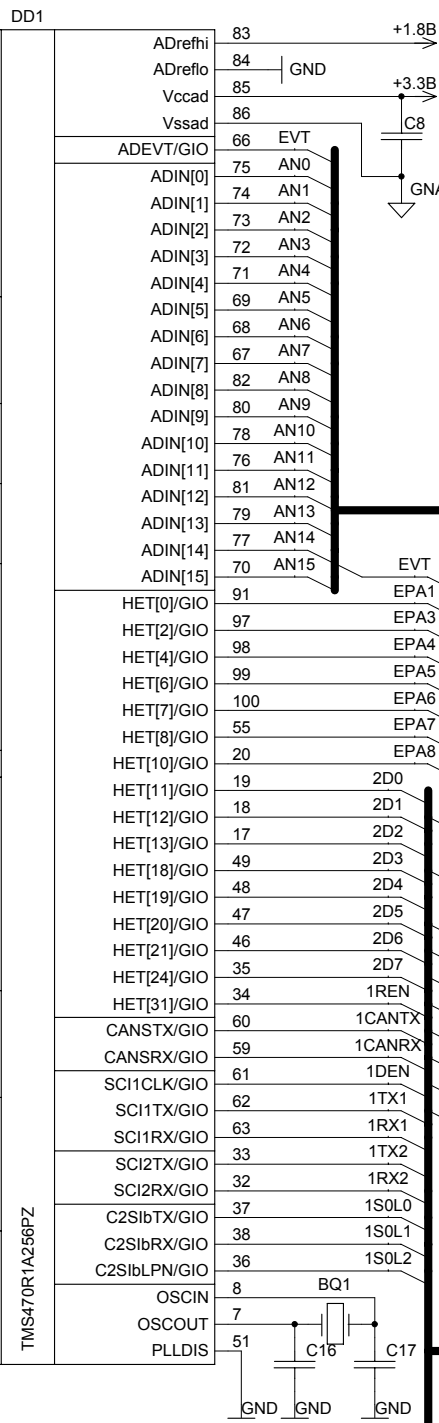 DD1
ADrefhi 83 +1.8В
ADreflo 84 GND
Vccad 85 +3.3В
Vssad 86 C8
ADEVT/GIO 66 EVT
ADIN[0] 75 AN0
ADIN[1] 74 AN1 GNA
ADIN[2] 73 AN2
ADIN[3] 72 AN3
ADIN[4] 71 AN4
ADIN[5] 69 AN5
ADIN[6] 68 AN6
ADIN[7] 67 AN7
ADIN[8] 82 AN8
ADIN[9] 80 AN9
ADIN[10] 78 AN10
ADIN[11] 76 AN11
ADIN[12] 81 AN12
ADIN[13] 79 AN13
ADIN[14] 77 AN14
ADIN[15] 70 AN15 EVT
HET[0]/GIO 91 EPA1
HET[2]/GIO 97 EPA3
HET[4]/GIO 98 EPA4
HET[6]/GIO 99 EPA5
HET[7]/GIO 100 EPA6
HET[8]/GIO 55 EPA7
HET[10]/GIO 20 EPA8
HET[11]/GIO 19 2D0
HET[12]/GIO 18 2D1
HET[13]/GIO 17 2D2
HET[18]/GIO 49 2D3
HET[19]/GIO 48 2D4
HET[20]/GIO 47 2D5
HET[21]/GIO 46 2D6
HET[24]/GIO 35 2D7
HET[31]/GIO 34 1REN
CANSTX/GIO 60 1CANTX
CANSRX/GIO 59 1CANRX
SCI1CLK/GIO 61 1DEN
SCI1TX/GIO 62 1TX1
SCI1RX/GIO 63 1RX1
SCI2TX/GIO 33 1TX2
SCI2RX/GIO 32 1RX2
C2SIbTX/GIO 37 1S0L0
C2SIbRX/GIO 38 1S0L1
C2SIbLPN/GIO 36 1S0L2
OSCIN 8 BQ1
OSCOUT 7
PLLDIS 51 C16 C17
GND GND GND
TMS470R1A256PZ